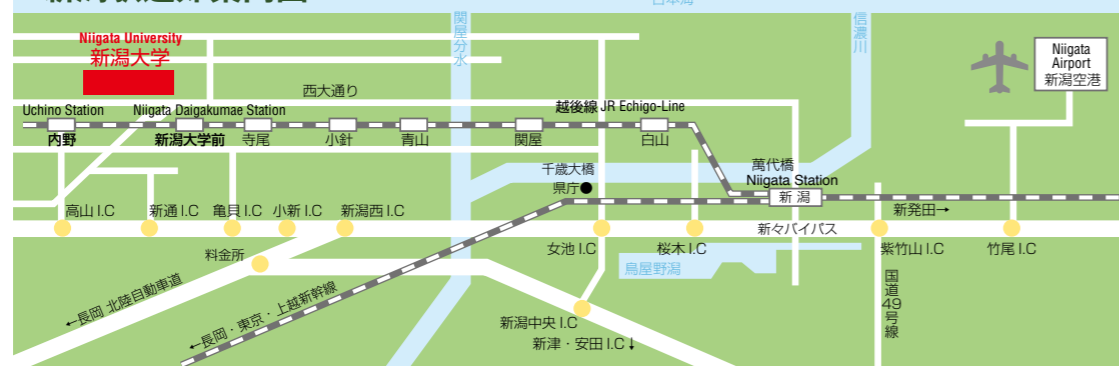 日本海
Niigata University
新潟大学
関屋分水
信濃川
Niigata
Airport
新潟空港
西大通り
Uchino Station
Niigata Daigakumae Station
越後線 JR Echigo-Line
内野
新潟大学前
寺尾
小針
青山
関屋
白山
千歳大橋
県庁
萬代橋
Niigata Station
新潟
新発田→
高山 I.C
新通 I.C
亀貝 I.C
小新 I.C
新潟西 I.C
新々バイパス
料金所
女池 I.C
桜木 I.C
紫竹山 I.C
竹尾 I.C
鳥屋野潟
←長岡 北陸自動車道
←長岡・東京・上越新幹線
国道49号線
新潟中央 I.C
新津・安田 I.C↓